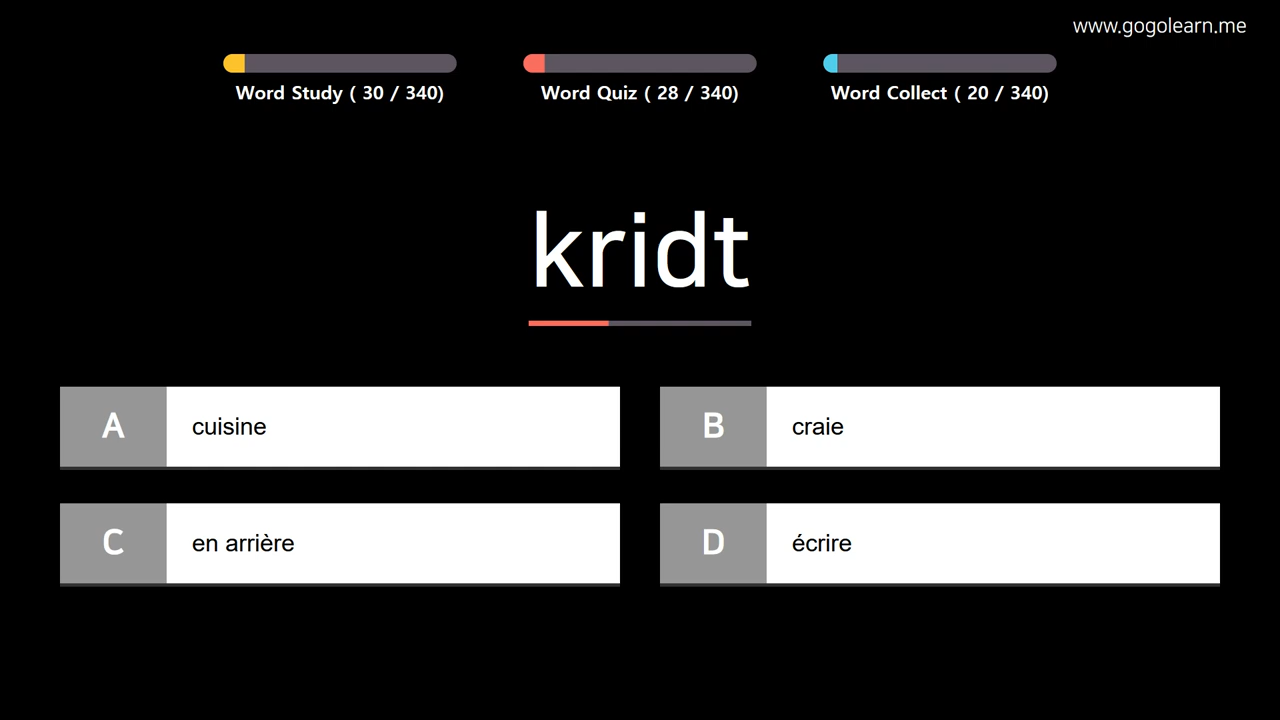 www.gogolearn.me
Word Study ( 30 / 340)
Word Quiz ( 28 / 340)
Word Collect ( 20 / 340)
kridt
A cuisine
B craie
C en arrière
D écrire